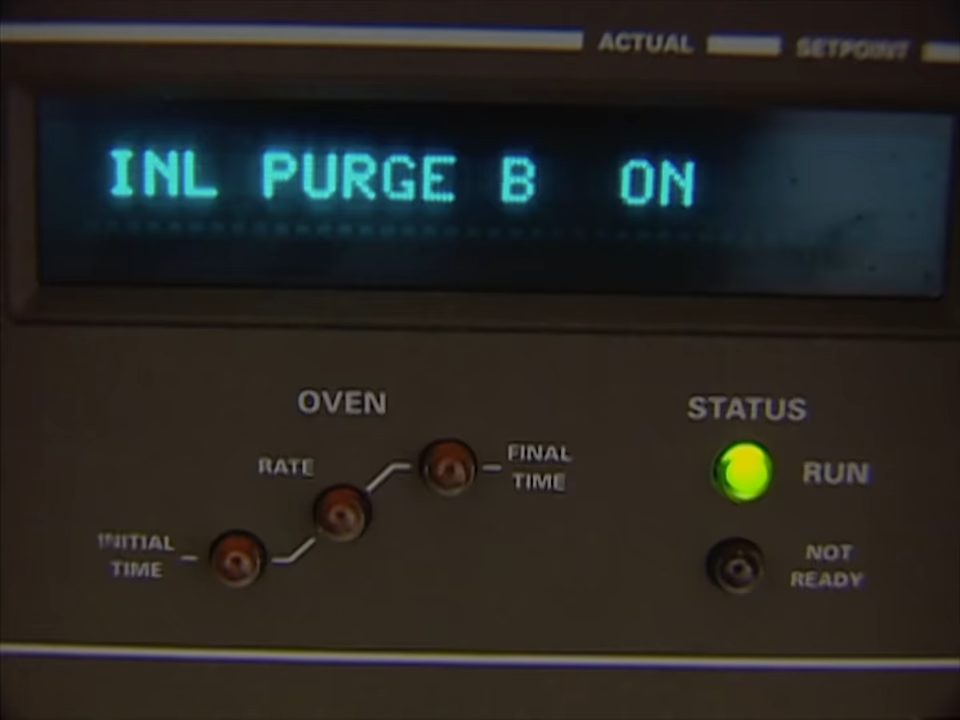 ACTUAL SETPOINT
INL PURGE B ON
OVEN
STATUS
RATE
FINAL
TIME
RUN
INITIAL
TIME
NOT
READY